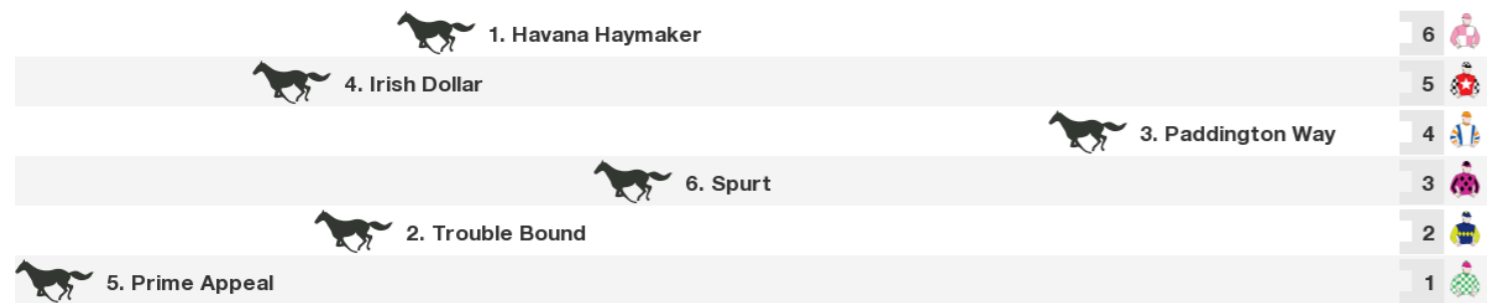 1. Havana Haymaker 6
4. Irish Dollar 5
3. Paddington Way 4
6. Spurt 3
2. Trouble Bound 2
5. Prime Appeal 1